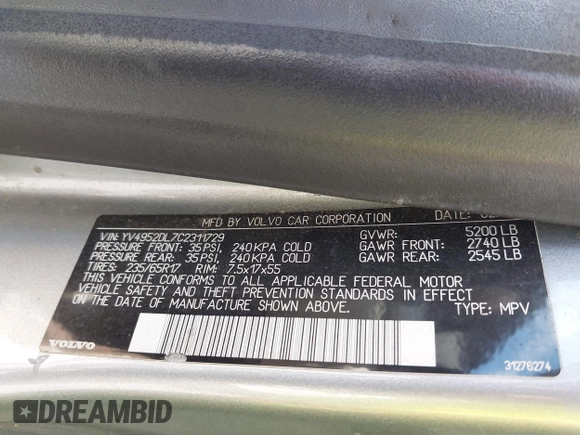 MFD BY VOLVO CAR CORPORATION
VIN: YV4952DL7C2311729
PRESSURE FRONT: 35 PSI, 240 KPA COLD
PRESSURE REAR: 35 PSI, 240 KPA COLD
TIRES: 235/65R17 RIM: 7.5x17x55
GVWR: 5200 LB
GAWR FRONT: 2740 LB
GAWR REAR: 2545 LB
THIS VEHICLE CONFORMS TO ALL APPLICABLE FEDERAL MOTOR
VEHICLE SAFETY AND THEFT PREVENTION STANDARDS IN EFFECT
ON THE DATE OF MANUFACTURE SHOWN ABOVE.
TYPE: MPV
VOLVO
31276274
DREAMBID